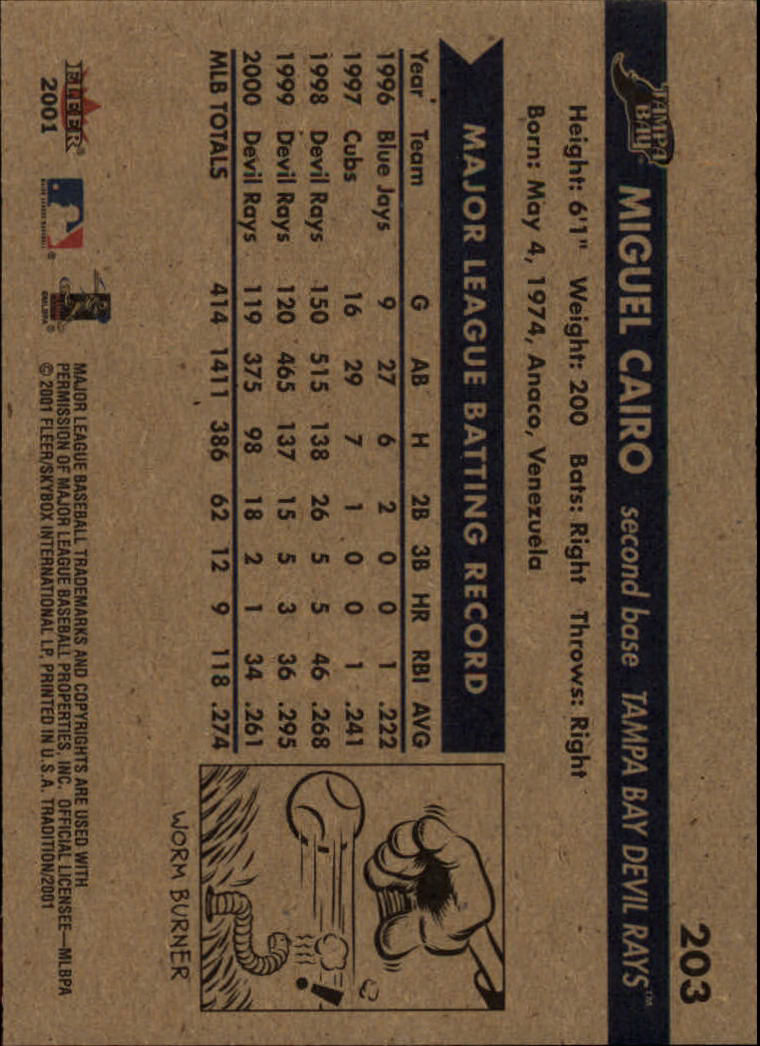 203
TAMPA BAY
MIGUEL CAIRO second base TAMPA BAY DEVIL RAYS™
Height: 6'1" Weight: 200 Bats: Right Throws: Right
Born: May 4, 1974, Anaco, Venezuela
MAJOR LEAGUE BATTING RECORD
Year Team G AB H 2B 3B HR RBI AVG
1996 Blue Jays 9 27 6 2 0 0 1 .222
1997 Cubs 16 29 7 1 0 0 1 .241
1998 Devil Rays 150 515 138 26 5 5 46 .268
1999 Devil Rays 120 465 137 15 5 3 36 .295
2000 Devil Rays 119 375 98 18 2 1 34 .261
MLB TOTALS 414 1411 386 62 12 9 118 .274
!
WORM BURNER
FLEER®
2001
MAJOR LEAGUE BASEBALL
®
©MLBPA
MAJOR LEAGUE BASEBALL TRADEMARKS AND COPYRIGHTS ARE USED WITH
PERMISSION OF MAJOR LEAGUE BASEBALL PROPERTIES, INC. OFFICIAL LICENSEE—MLBPA
© 2001 FLEER/SKYBOX INTERNATIONAL LP, PRINTED IN U.S.A. TRADITION/2001